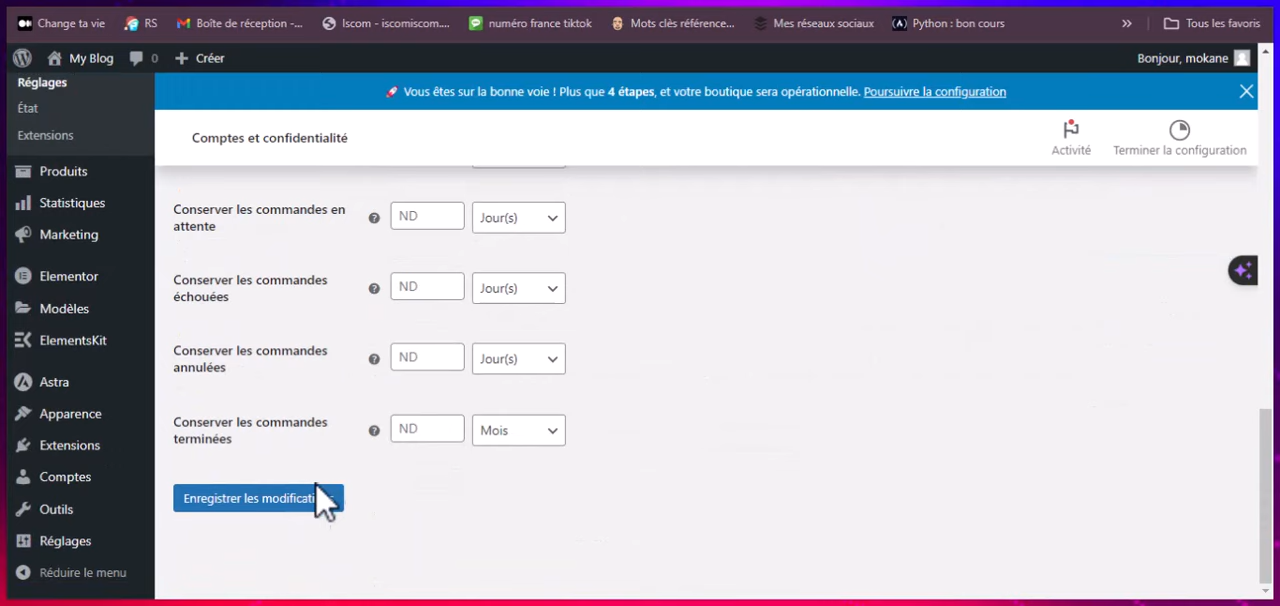 Change ta vie
RS
Boîte de réception -...
Iscom - iscomiscom....
numéro france tiktok
Mots clés référence...
Mes réseaux sociaux
Python : bon cours
»
Tous les favoris
My Blog
0
Créer
Bonjour, mokane
Réglages
État
Extensions
Produits
Statistiques
Marketing
Elementor
Modèles
ElementsKit
Astra
Apparence
Extensions
Comptes
Outils
Réglages
Réduire le menu
🚀 Vous êtes sur la bonne voie ! Plus que 4 étapes, et votre boutique sera opérationnelle. Poursuivre la configuration
Comptes et confidentialité
Activité
Terminer la configuration
Conserver les commandes en
attente
ND
Jour(s)
Conserver les commandes
échouées
ND
Jour(s)
Conserver les commandes
annulées
ND
Jour(s)
Conserver les commandes
terminées
ND
Mois
Enregistrer les